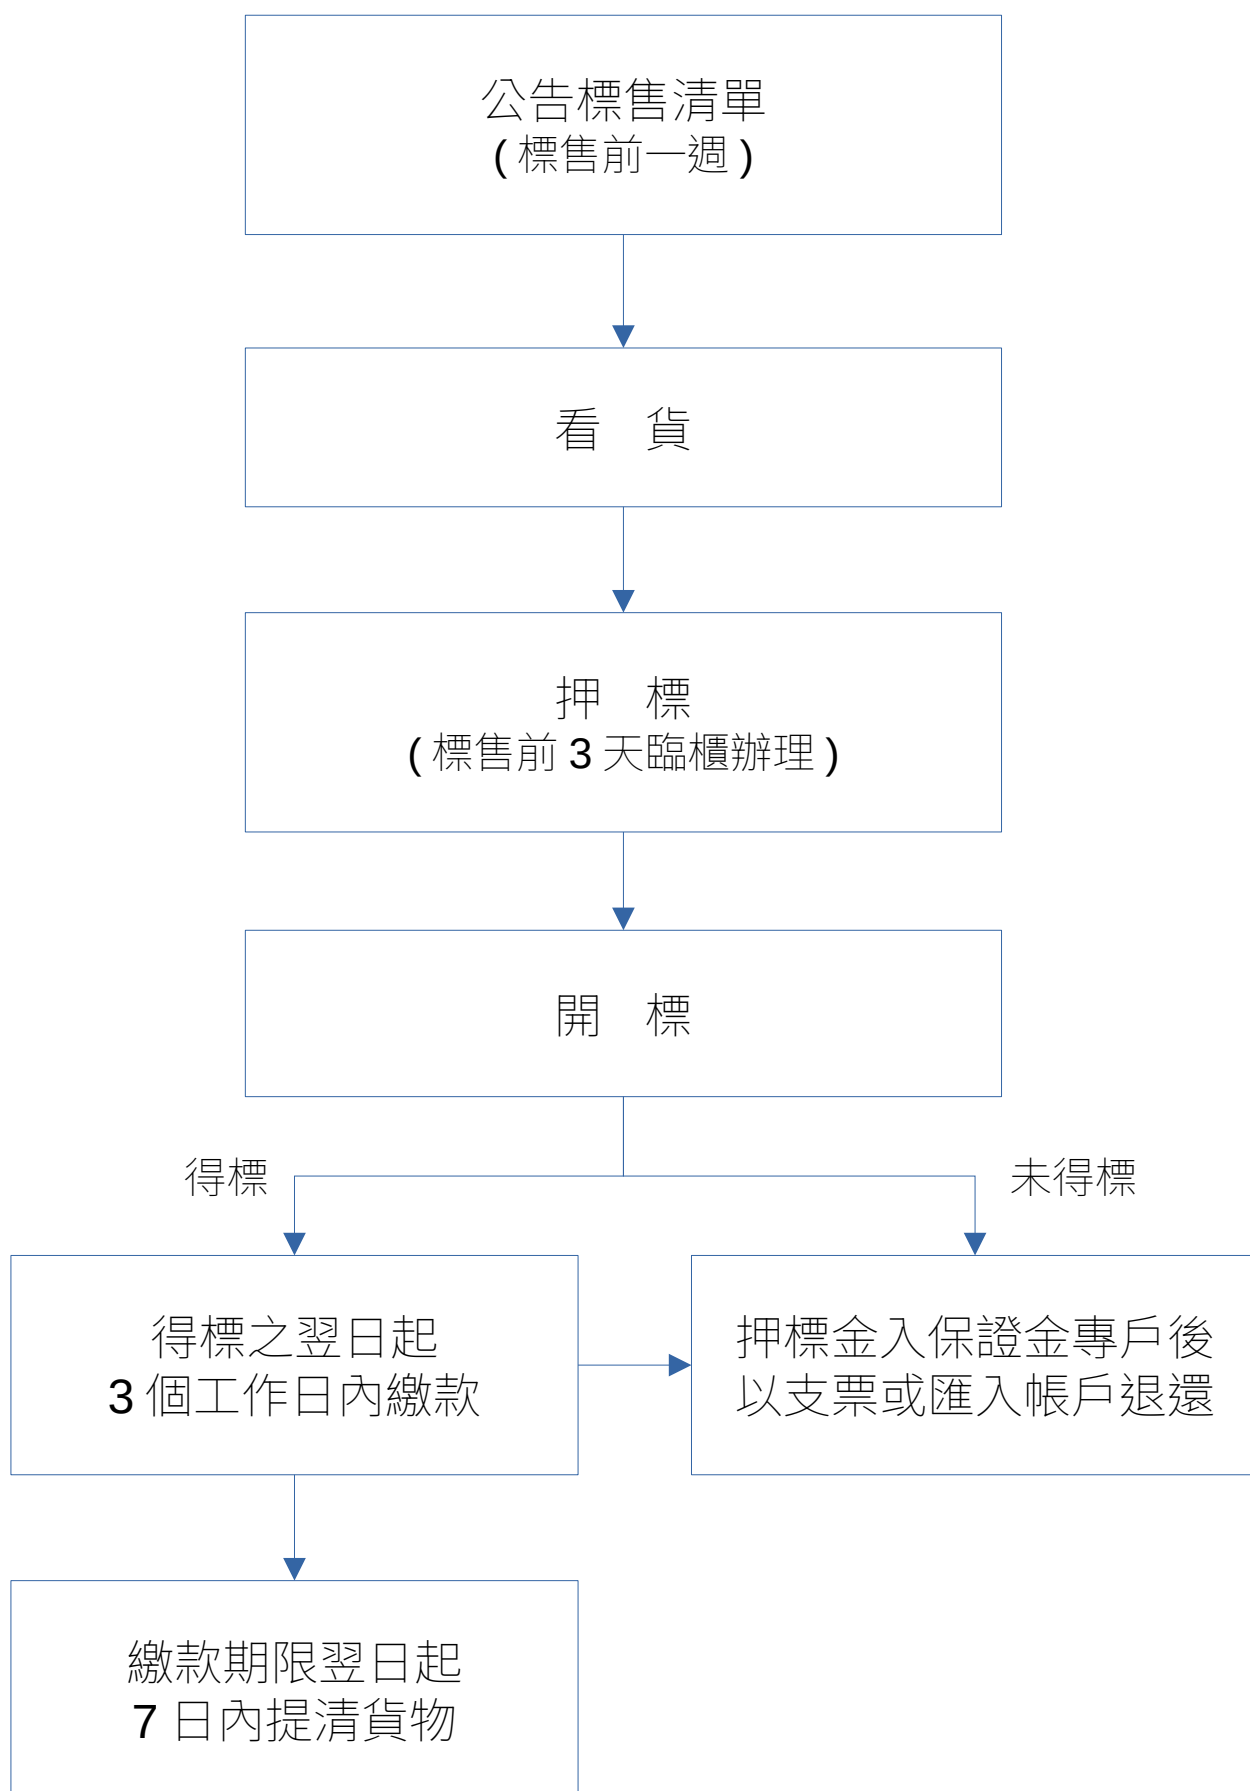 公告標售清單
(標售前一週)
看 貨
押 標
(標售前3天臨櫃辦理)
開 標
得標
未得標
得標之翌日起
3個工作日內繳款
押標金入保證金專戶後
以支票或匯入帳戶退還
繳款期限翌日起
7日內提清貨物